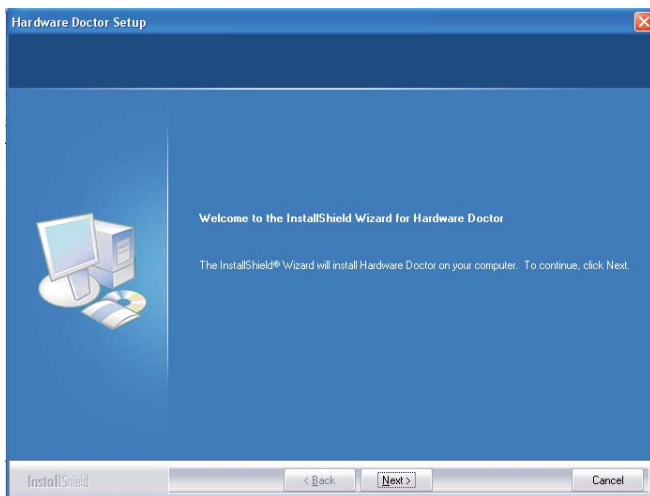 Hardware Doctor Setup
Welcome to the InstallShield Wizard for Hardware Doctor
The InstallShield® Wizard will install Hardware Doctor on your computer. To continue, click Next.
InstallShield
< Back
Next >
Cancel